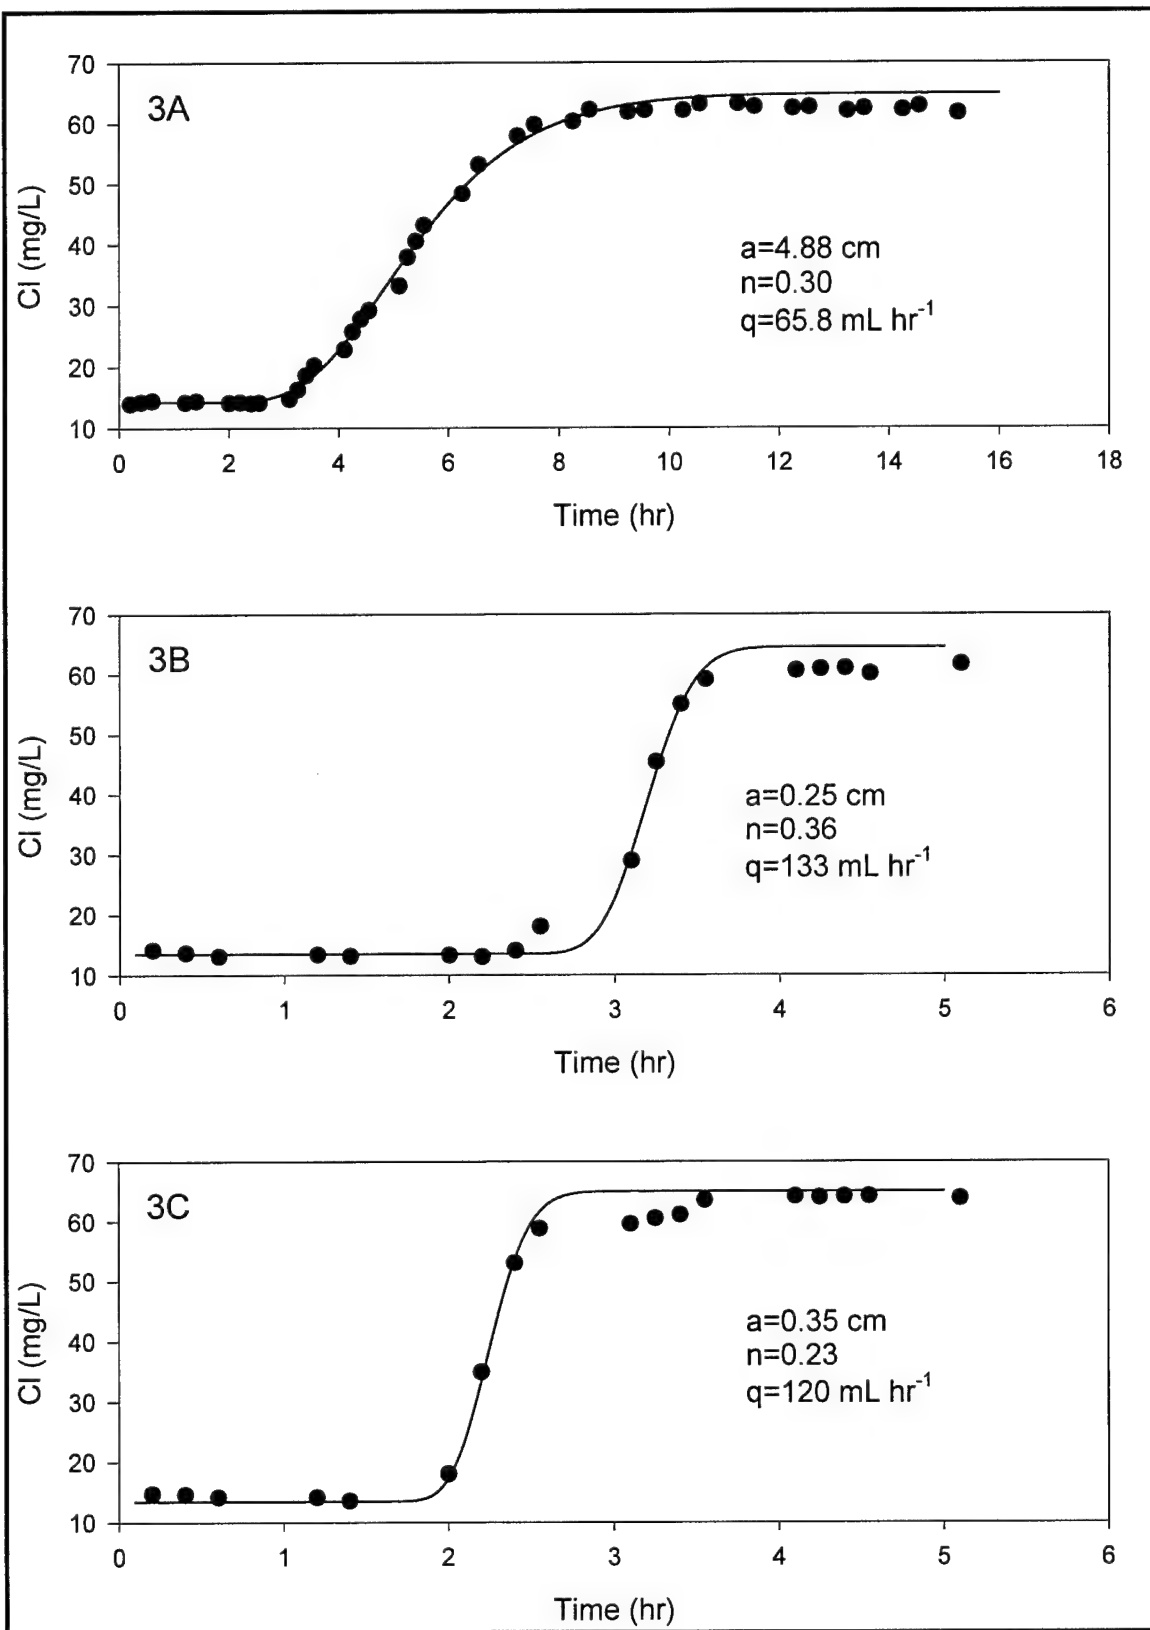 3A
70
60
50
40
30
20
10
Cl (mg/L)
a=4.88 cm
n=0.30
q=65.8 mL hr-1
0 2 4 6 8 10 12 14 16 18
Time (hr)
3B
70
60
50
40
30
20
10
Cl (mg/L)
a=0.25 cm
n=0.36
q=133 mL hr-1
0 1 2 3 4 5 6
Time (hr)
3C
70
60
50
40
30
20
10
Cl (mg/L)
a=0.35 cm
n=0.23
q=120 mL hr-1
0 1 2 3 4 5 6
Time (hr)